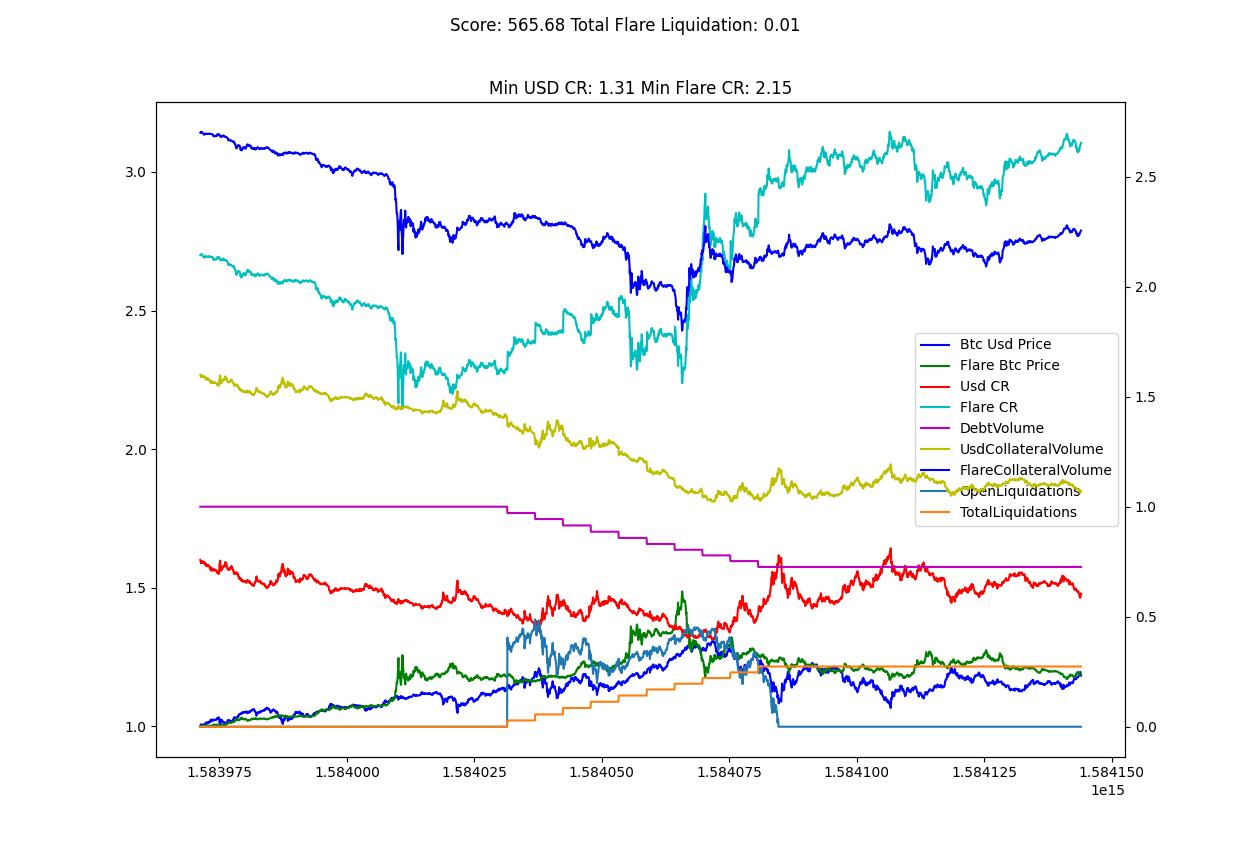 Score: 565.68 Total Flare Liquidation: 0.01
Min USD CR: 1.31 Min Flare CR: 2.15
3.0
2.5
2.0
1.5
1.0
2.5
2.0
1.5
1.0
0.5
0.0
Btc Usd Price
Flare Btc Price
Usd CR
Flare CR
DebtVolume
UsdCollateralVolume
FlareCollateralVolume
OpenLiquidations
TotalLiquidations
1.583975
1.584000
1.584025
1.584050
1.584075
1.584100
1.584125
1.584150
1e15